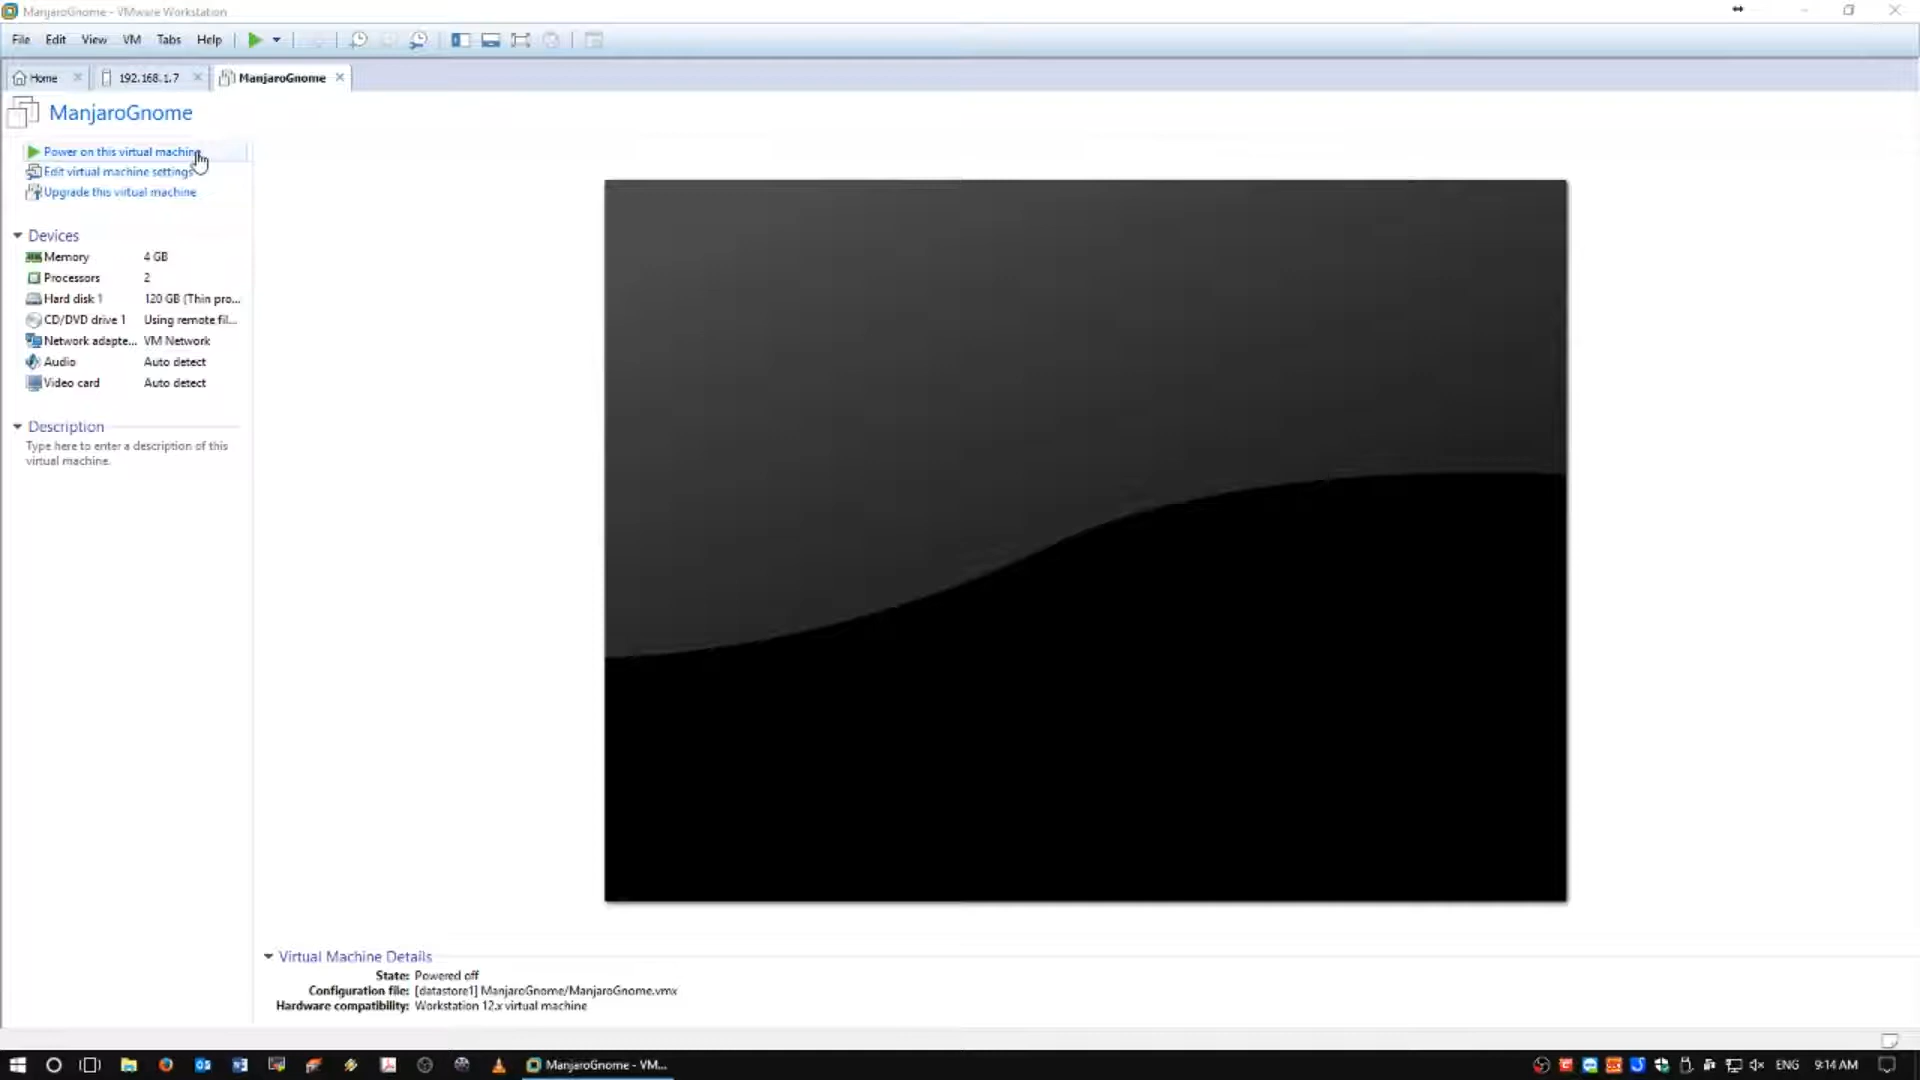 ManjaroGnome - VMware Workstation
File Edit View VM Tabs Help
Home 192.168.1.7 ManjaroGnome
ManjaroGnome
Power on this virtual machine
Edit virtual machine settings
Upgrade this virtual machine
Devices
Memory 4 GB
Processors 2
Hard disk 1 120 GB (Thin pro...
CD/DVD drive 1 Using remote fil...
Network adapte... VM Network
Audio Auto detect
Video card Auto detect
Description
Type here to enter a description of this
virtual machine.
Virtual Machine Details
State: Powered off
Configuration file: [datastore1] ManjaroGnome/ManjaroGnome.vmx
Hardware compatibility: Workstation 12.x virtual machine
ManjaroGnome - VM... ENG 9:14 AM